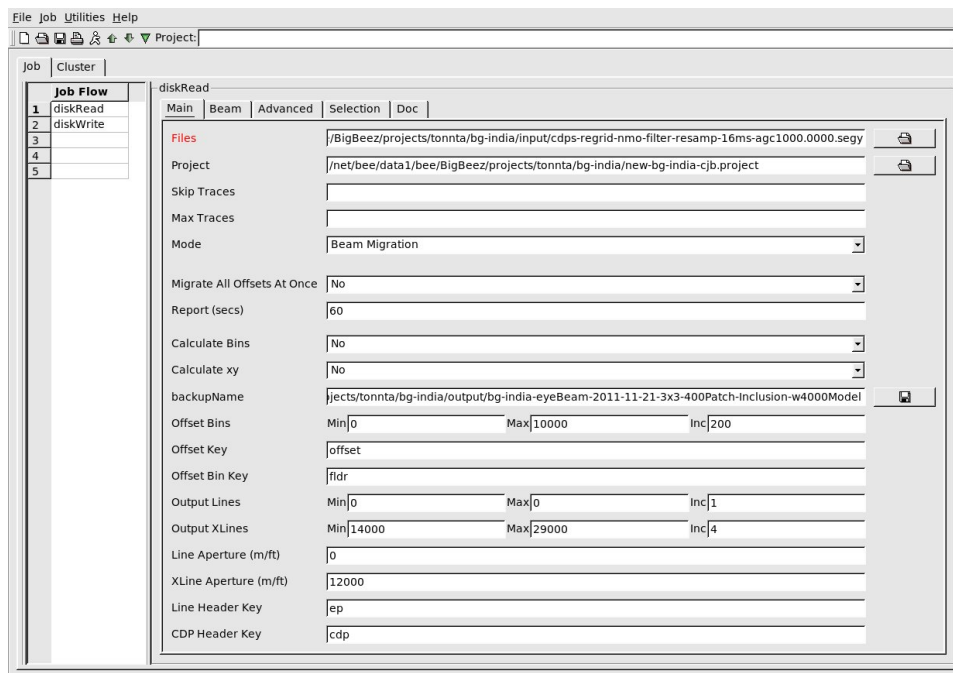 File Job Utilities Help
Project:
Job Cluster
Job Flow
1 diskRead
2 diskWrite
3
4
5
diskRead
Main Beam Advanced Selection Doc
Files /BigBeez/projects/tonnta/bg-india/input/cdps-regrid-nmo-filter-resamp-16ms-agc1000.0000.segy
Project /net/bee/data1/bee/BigBeez/projects/tonnta/bg-india/new-bg-india-cjb.project
Skip Traces
Max Traces
Mode Beam Migration
Migrate All Offsets At Once No
Report (secs) 60
Calculate Bins No
Calculate xy No
backupName jects/tonnta/bg-india/output/bg-india-eyeBeam-2011-11-21-3x3-400Patch-Inclusion-w4000Model
Offset Bins Min 0 Max 10000 Inc 200
Offset Key offset
Offset Bin Key fldr
Output Lines Min 0 Max 0 Inc 1
Output XLines Min 14000 Max 29000 Inc 4
Line Aperture (m/ft) 0
XLine Aperture (m/ft) 12000
Line Header Key ep
CDP Header Key cdp